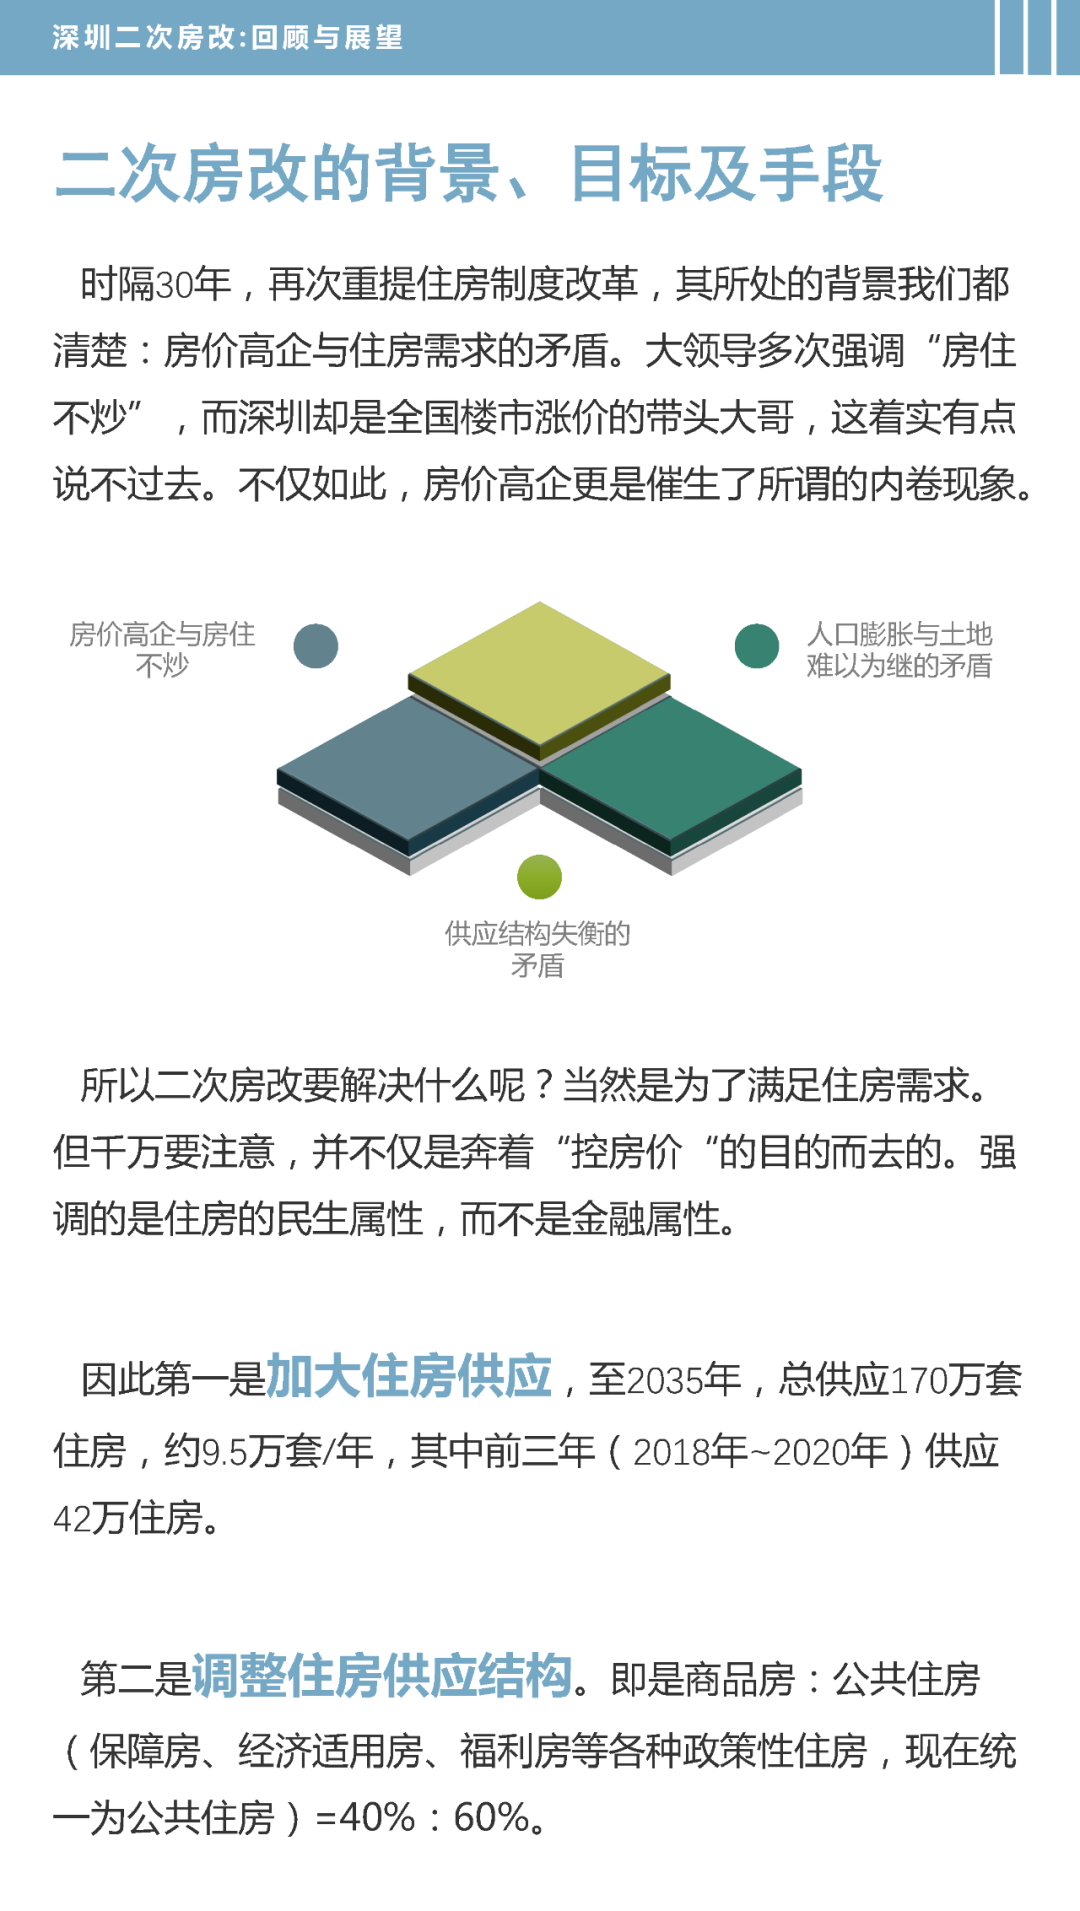 深圳二次房改:回顾与展望
二次房改的背景、目标及手段
时隔30年，再次重提住房制度改革，其所处的背景我们都
清楚：房价高企与住房需求的矛盾。大领导多次强调“房住
不炒”，而深圳却是全国楼市涨价的带头大哥，这着实有点
说不过去。不仅如此，房价高企更是催生了所谓的内卷现象。
房价高企与房住
不炒
人口膨胀与土地
难以为继的矛盾
供应结构失衡的
矛盾
所以二次房改要解决什么呢？当然是为了满足住房需求。
但千万要注意，并不仅是奔着“控房价“的目的而去的。强
调的是住房的民生属性，而不是金融属性。
因此第一是加大住房供应，至2035年，总供应170万套
住房，约9.5万套/年，其中前三年（2018年~2020年）供应
42万住房。
第二是调整住房供应结构。即是商品房：公共住房
（保障房、经济适用房、福利房等各种政策性住房，现在统
一为公共住房）=40%：60%。